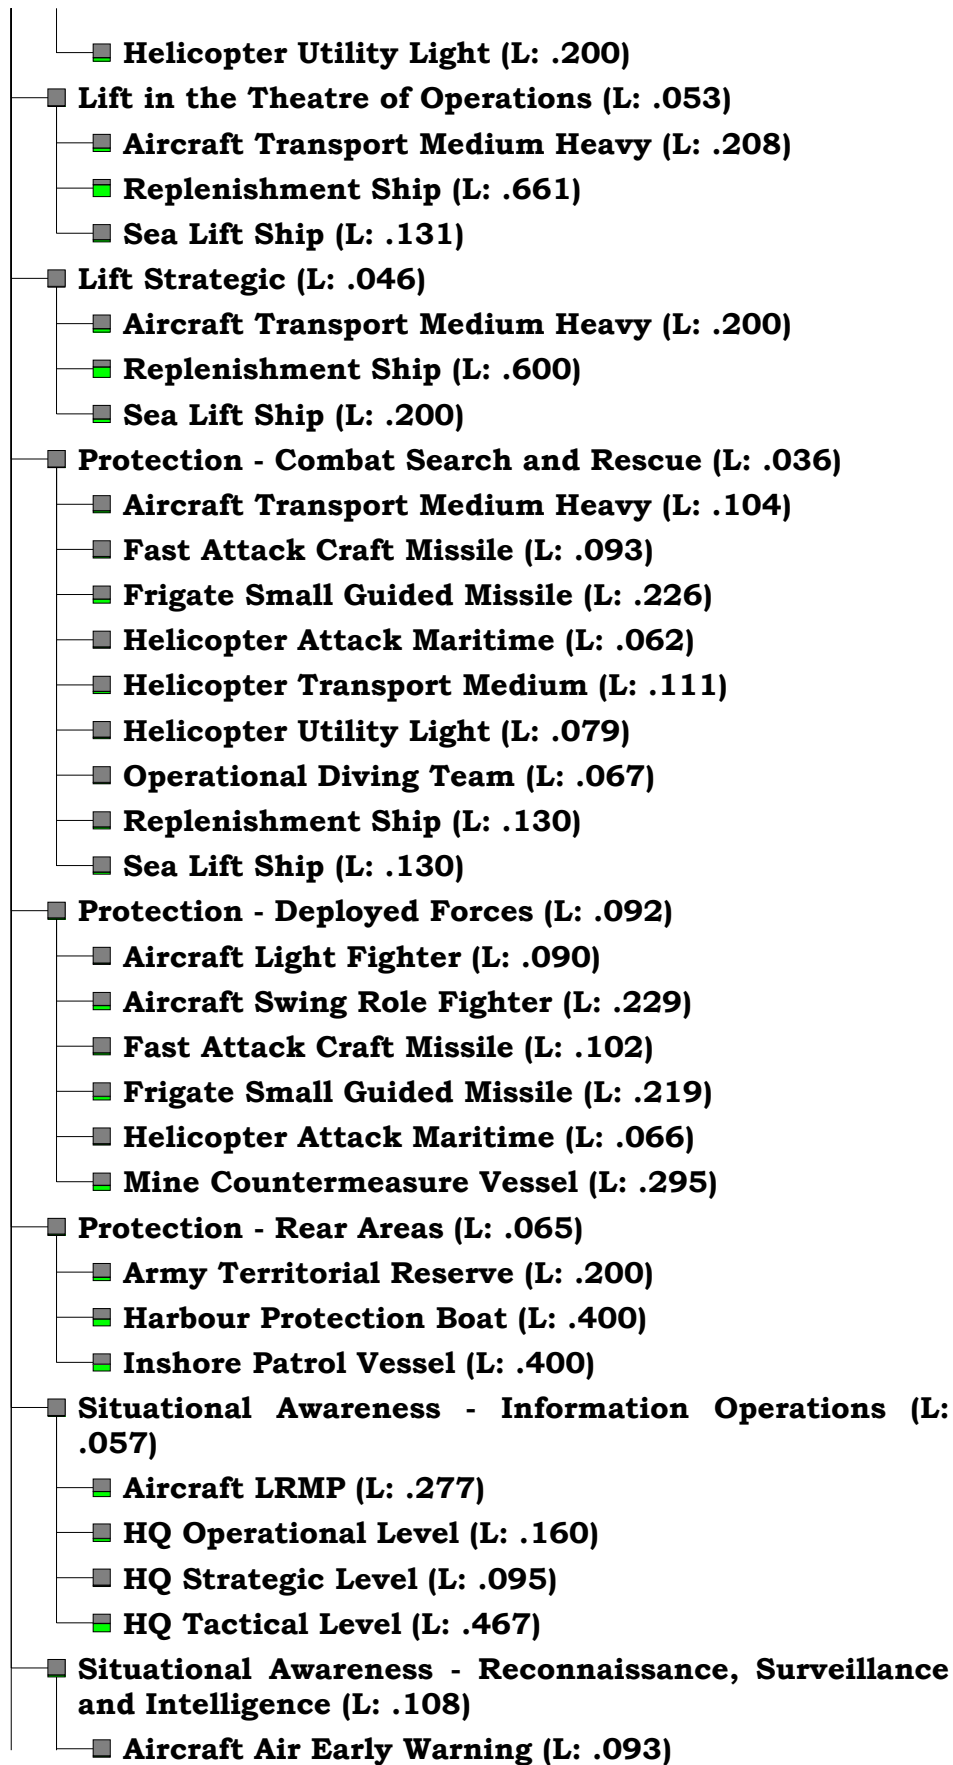 Helicopter Utility Light (L: .200)
Lift in the Theatre of Operations (L: .053)
Aircraft Transport Medium Heavy (L: .208)
Replenishment Ship (L: .661)
Sea Lift Ship (L: .131)
Lift Strategic (L: .046)
Aircraft Transport Medium Heavy (L: .200)
Replenishment Ship (L: .600)
Sea Lift Ship (L: .200)
Protection - Combat Search and Rescue (L: .036)
Aircraft Transport Medium Heavy (L: .104)
Fast Attack Craft Missile (L: .093)
Frigate Small Guided Missile (L: .226)
Helicopter Attack Maritime (L: .062)
Helicopter Transport Medium (L: .111)
Helicopter Utility Light (L: .079)
Operational Diving Team (L: .067)
Replenishment Ship (L: .130)
Sea Lift Ship (L: .130)
Protection - Deployed Forces (L: .092)
Aircraft Light Fighter (L: .090)
Aircraft Swing Role Fighter (L: .229)
Fast Attack Craft Missile (L: .102)
Frigate Small Guided Missile (L: .219)
Helicopter Attack Maritime (L: .066)
Mine Countermeasure Vessel (L: .295)
Protection - Rear Areas (L: .065)
Army Territorial Reserve (L: .200)
Harbour Protection Boat (L: .400)
Inshore Patrol Vessel (L: .400)
Situational Awareness - Information Operations (L:
.057)
Aircraft LRMP (L: .277)
HQ Operational Level (L: .160)
HQ Strategic Level (L: .095)
HQ Tactical Level (L: .467)
Situational Awareness - Reconnaissance, Surveillance
and Intelligence (L: .108)
Aircraft Air Early Warning (L: .093)